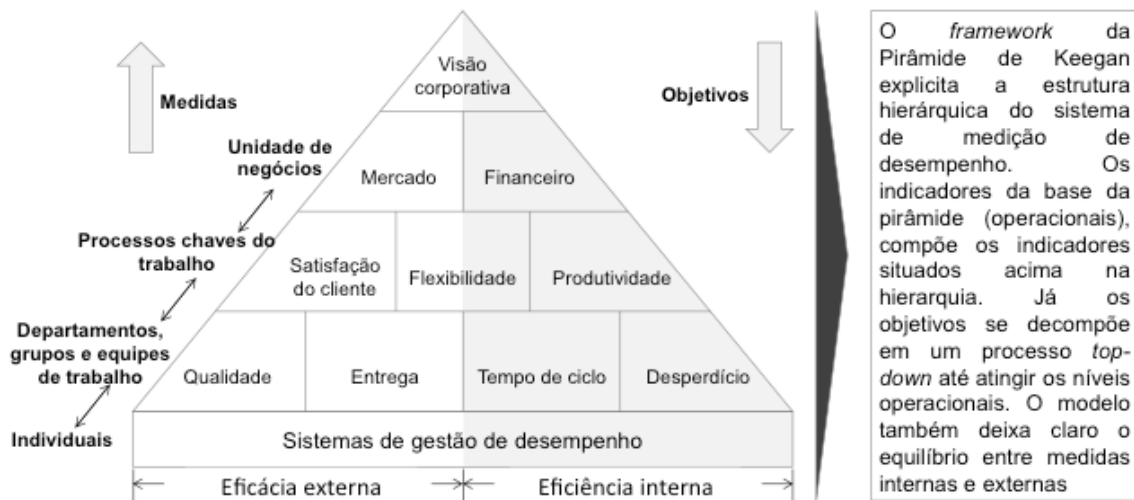 Medidas
Visão
corporativa
Objetivos
Unidade de
negócios
Mercado
Financeiro
Processos chaves do
trabalho
Satisfação
do cliente
Flexibilidade
Produtividade
Departamentos,
grupos e equipes
de trabalho
Qualidade
Entrega
Tempo de ciclo
Desperdício
Individuais
Sistemas de gestão de desempenho
Eficácia externa
Eficiência interna
O framework da
Pirâmide de Keegan
explicita a estrutura
hierárquica do sistema
de medição de
desempenho. Os
indicadores da base da
pirâmide (operacionais),
compõe os indicadores
situados acima na
hierarquia. Já os
objetivos se decompõe
em um processo top-
down até atingir os níveis
operacionais. O modelo
também deixa claro o
equilíbrio entre medidas
internas e externas